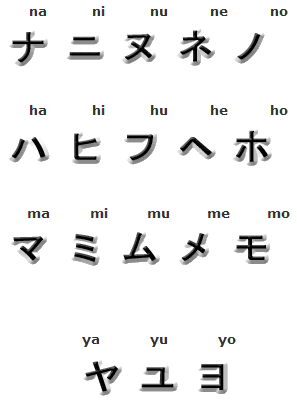 na ni nu ne no
ナ ニ ヌ ネ ノ
ha hi hu he ho
ハ ヒ フ ヘ ホ
ma mi mu me mo
マ ミ ム メ モ
ya yu yo
ヤ ユ ヨ